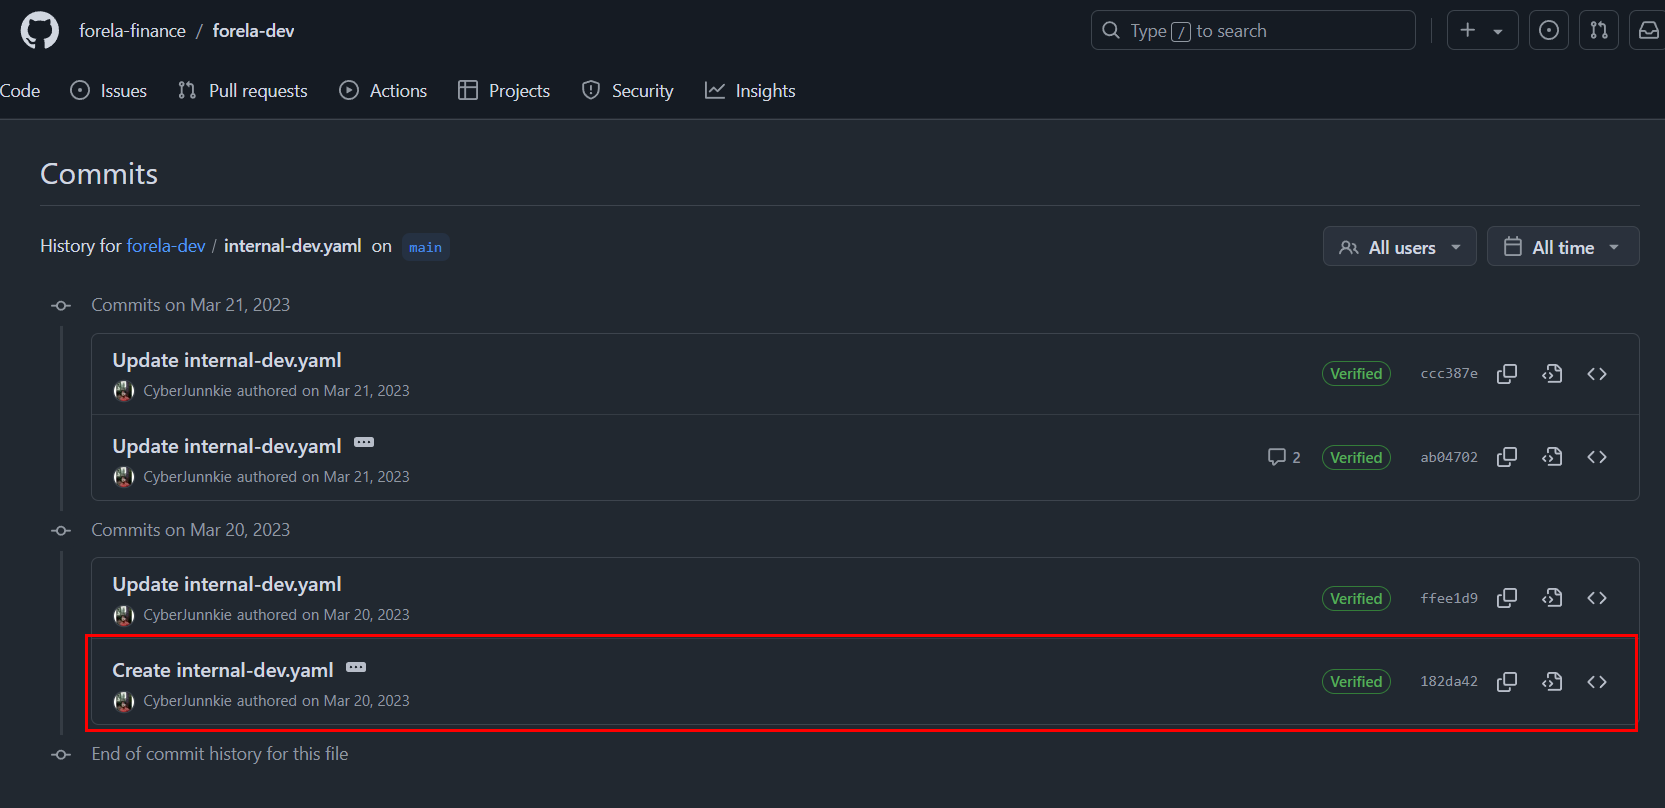 forela-finance / forela-dev
Type / to search
Code Issues Pull requests Actions Projects Security Insights
Commits
History for forela-dev / internal-dev.yaml on main
All users All time
Commits on Mar 21, 2023
Update internal-dev.yaml
CyberJunnkie authored on Mar 21, 2023
Verified ccc387e
Update internal-dev.yaml
CyberJunnkie authored on Mar 21, 2023
2 Verified ab04702
Commits on Mar 20, 2023
Update internal-dev.yaml
CyberJunnkie authored on Mar 20, 2023
Verified ffee1d9
Create internal-dev.yaml
CyberJunnkie authored on Mar 20, 2023
Verified 182da42
End of commit history for this file